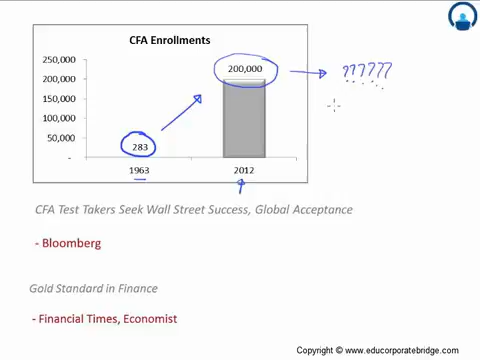 CFA Enrollments
250,000
200,000
150,000
100,000
50,000
-
200,000
283
1963
2012
??????
CFA Test Takers Seek Wall Street Success, Global Acceptance
- Bloomberg
Gold Standard in Finance
- Financial Times, Economist
Copyright © www.educorporatebridge.com